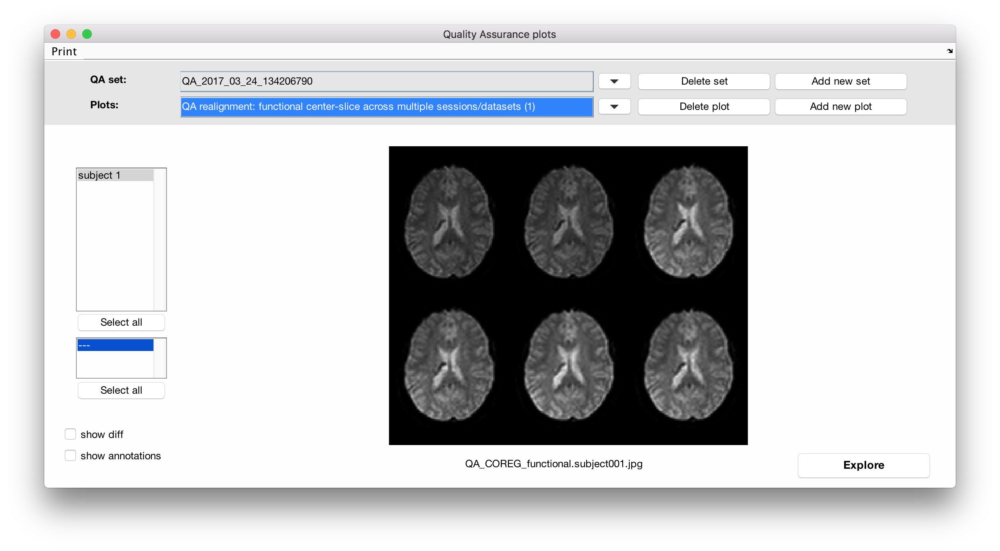 Quality Assurance plots
Print
QA set:
QA_2017_03_24_134206790
Delete set
Add new set
Plots:
QA realignment: functional center-slice across multiple sessions/datasets (1)
Delete plot
Add new plot
subject 1
Select all
---
Select all
show diff
show annotations
QA_COREG_functional.subject001.jpg
Explore